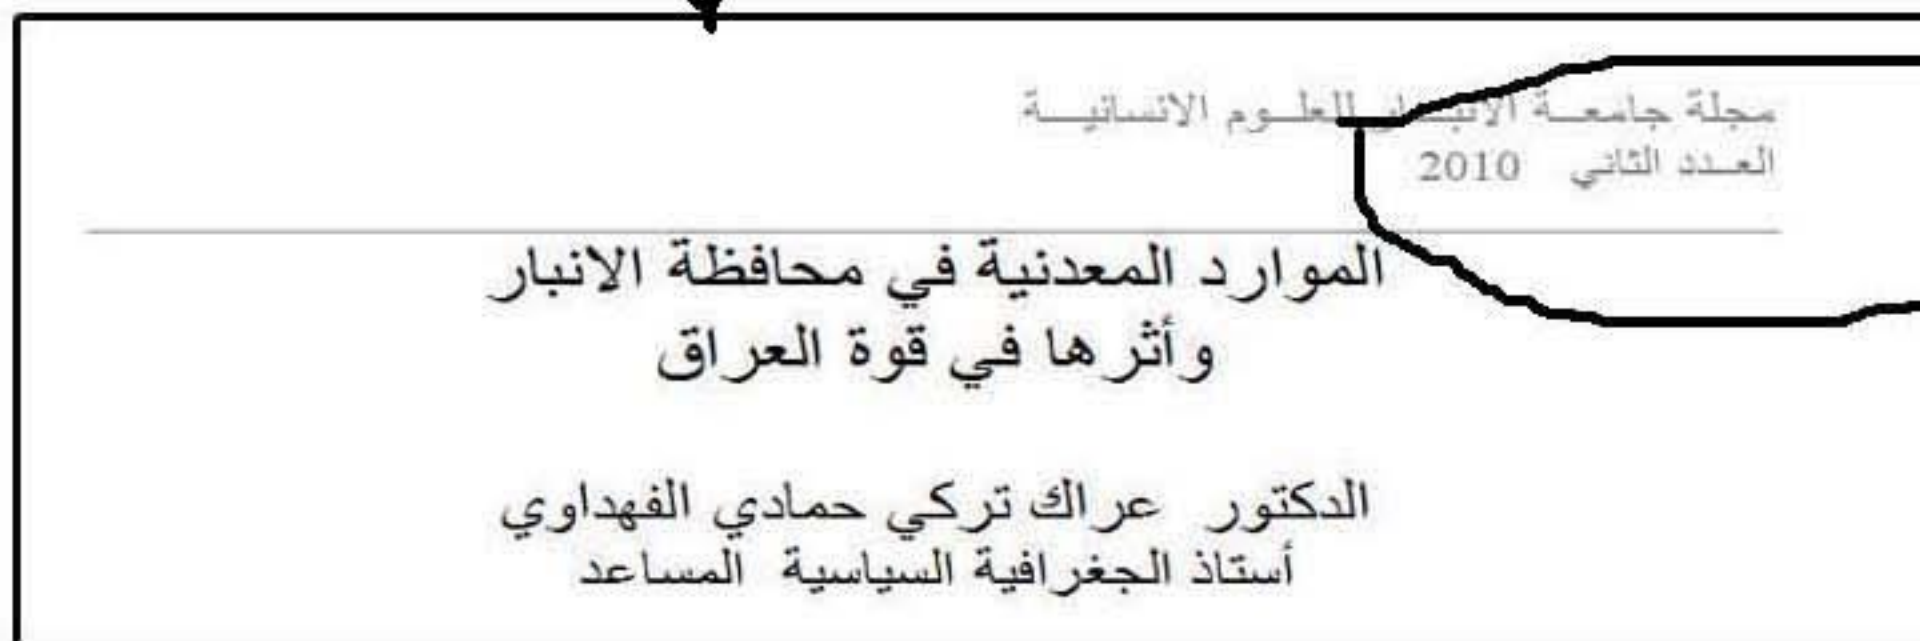 مجلة جامعة الانبار للعلوم الانسانية
العدد الثاني 2010
الموارد المعدنية في محافظة الانبار
وأثرها في قوة العراق
الدكتور عراك تركي حمادي الفهداوي
أستاذ الجغرافية السياسية المساعد